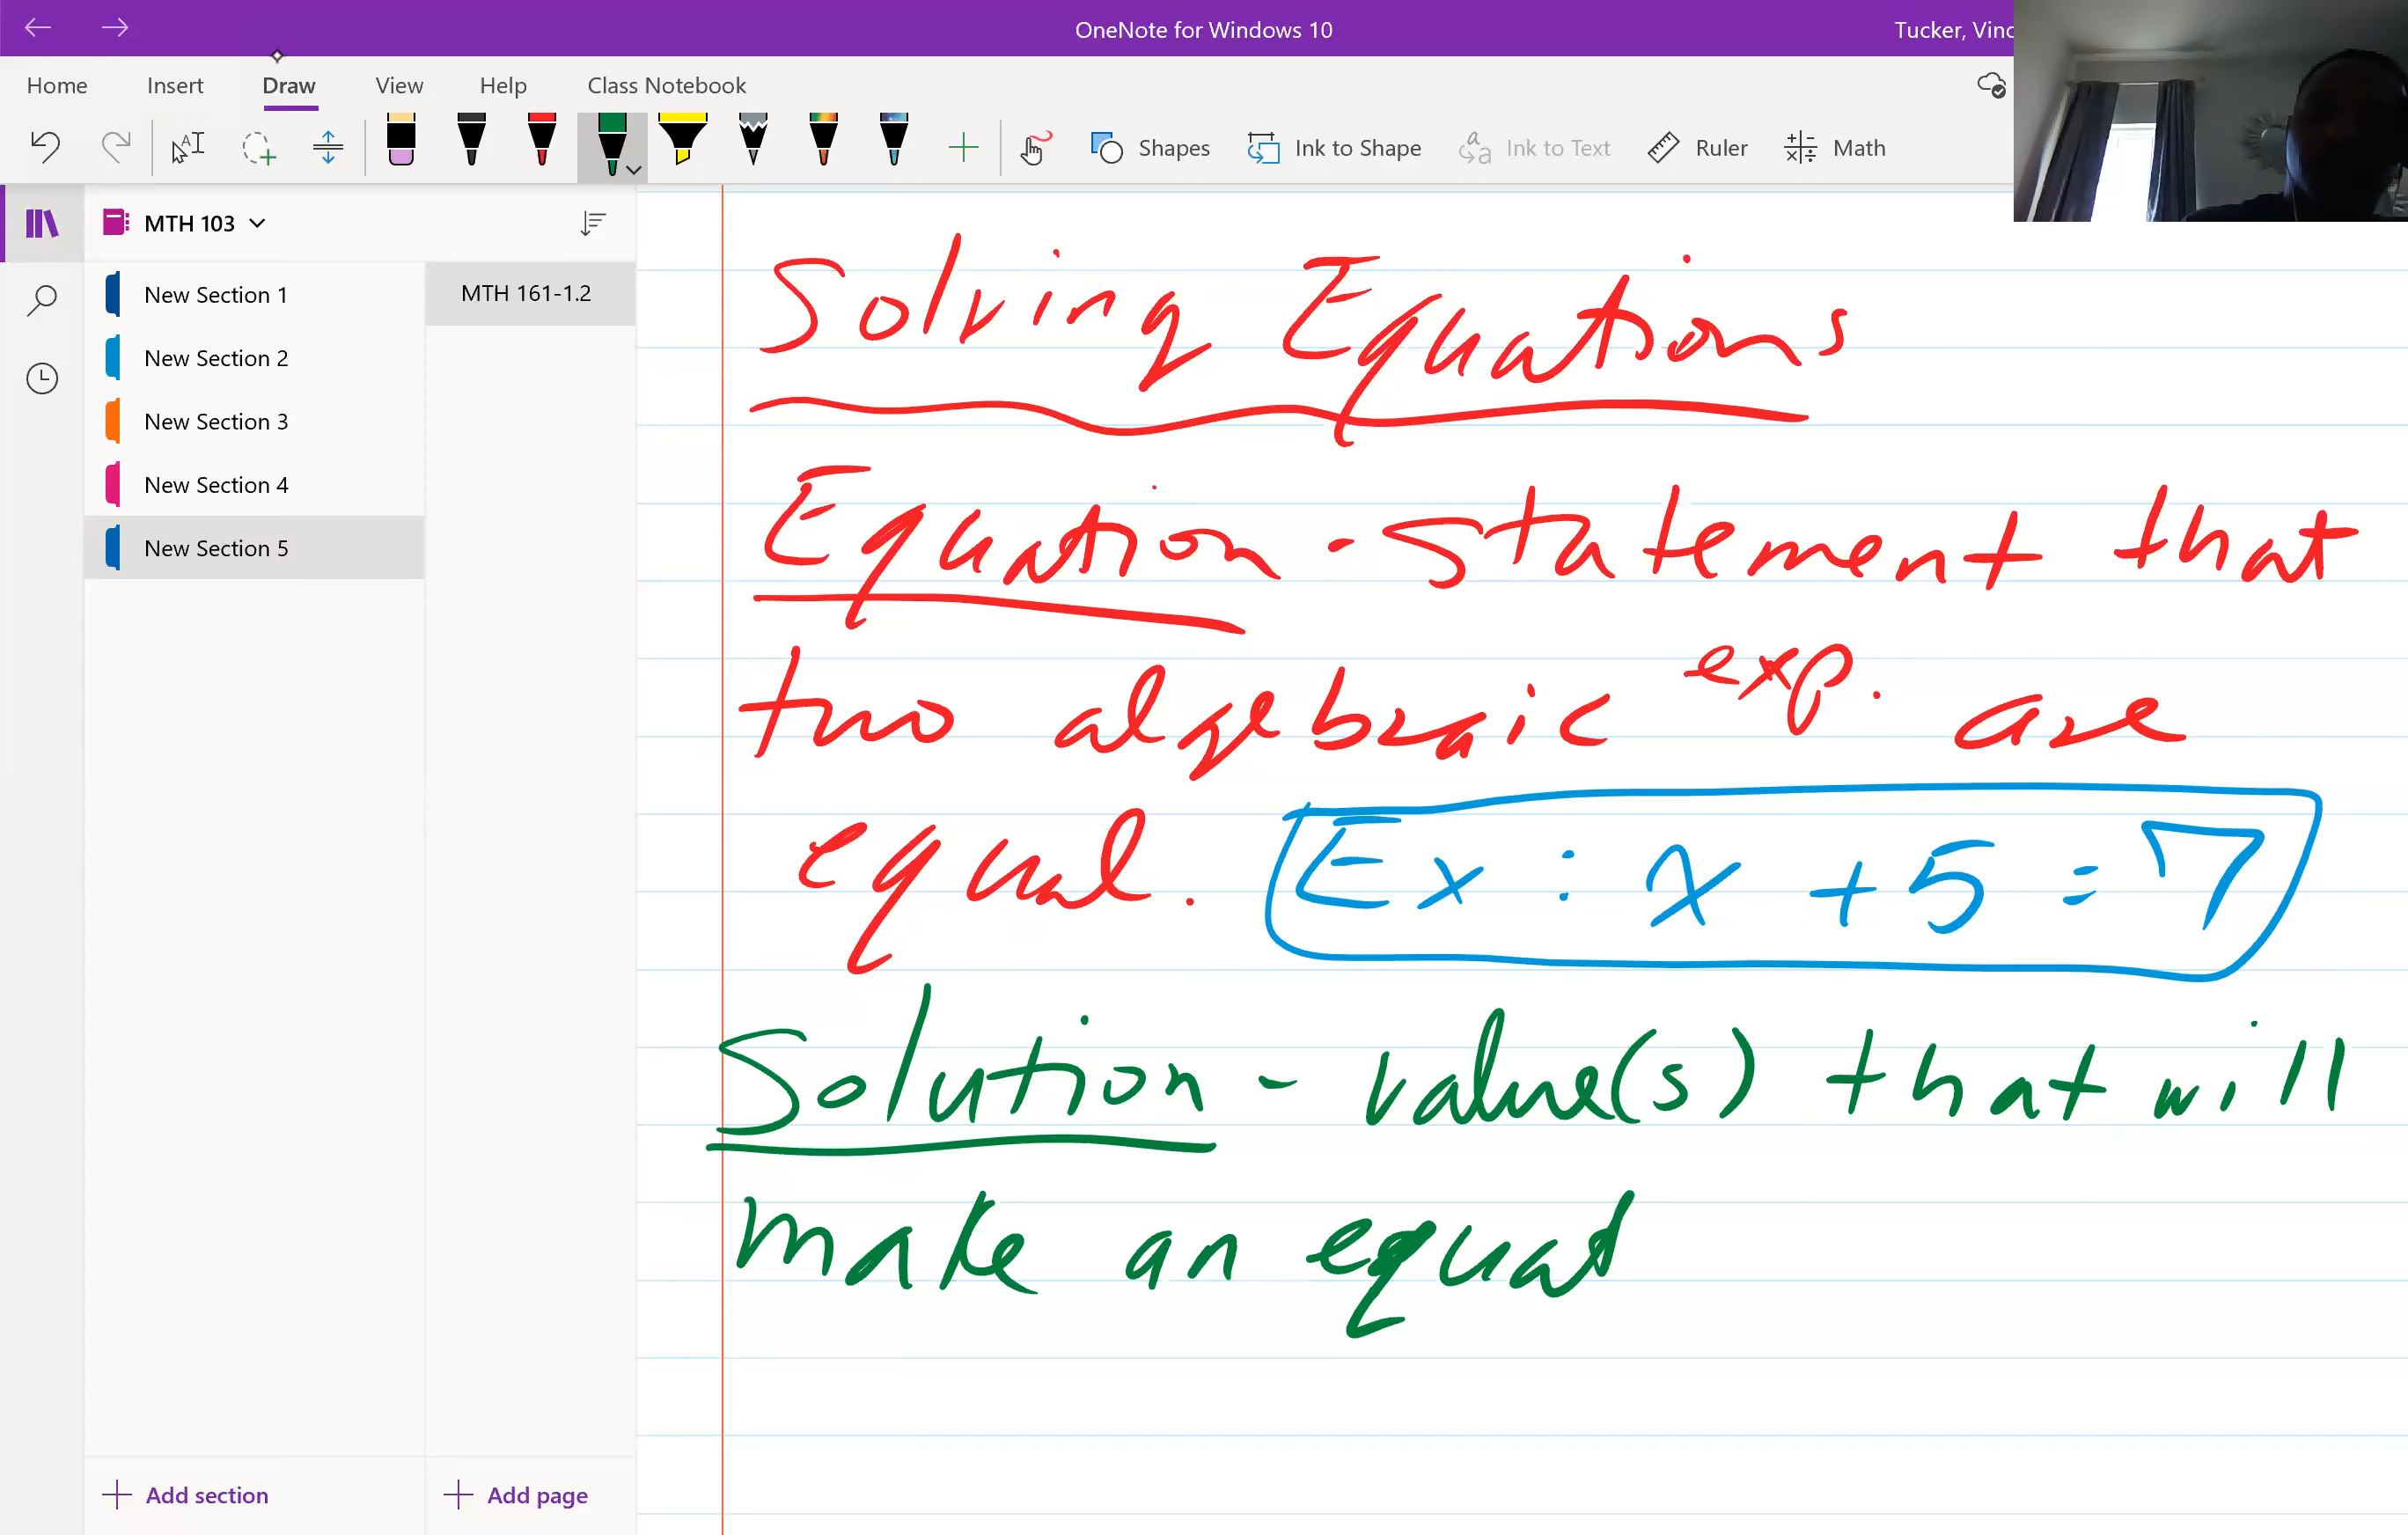 OneNote for Windows 10
Tucker, Vinc
Home Insert Draw View Help Class Notebook
Shapes Ink to Shape Ink to Text Ruler Math
MTH 103
New Section 1
New Section 2
New Section 3
New Section 4
New Section 5
MTH 161-1.2
Add section
Add page
Solving Equations
Equation - statement that
two algebraic exp. are
equal. Ex: x + 5 = 7
Solution - value(s) that will
make an equat